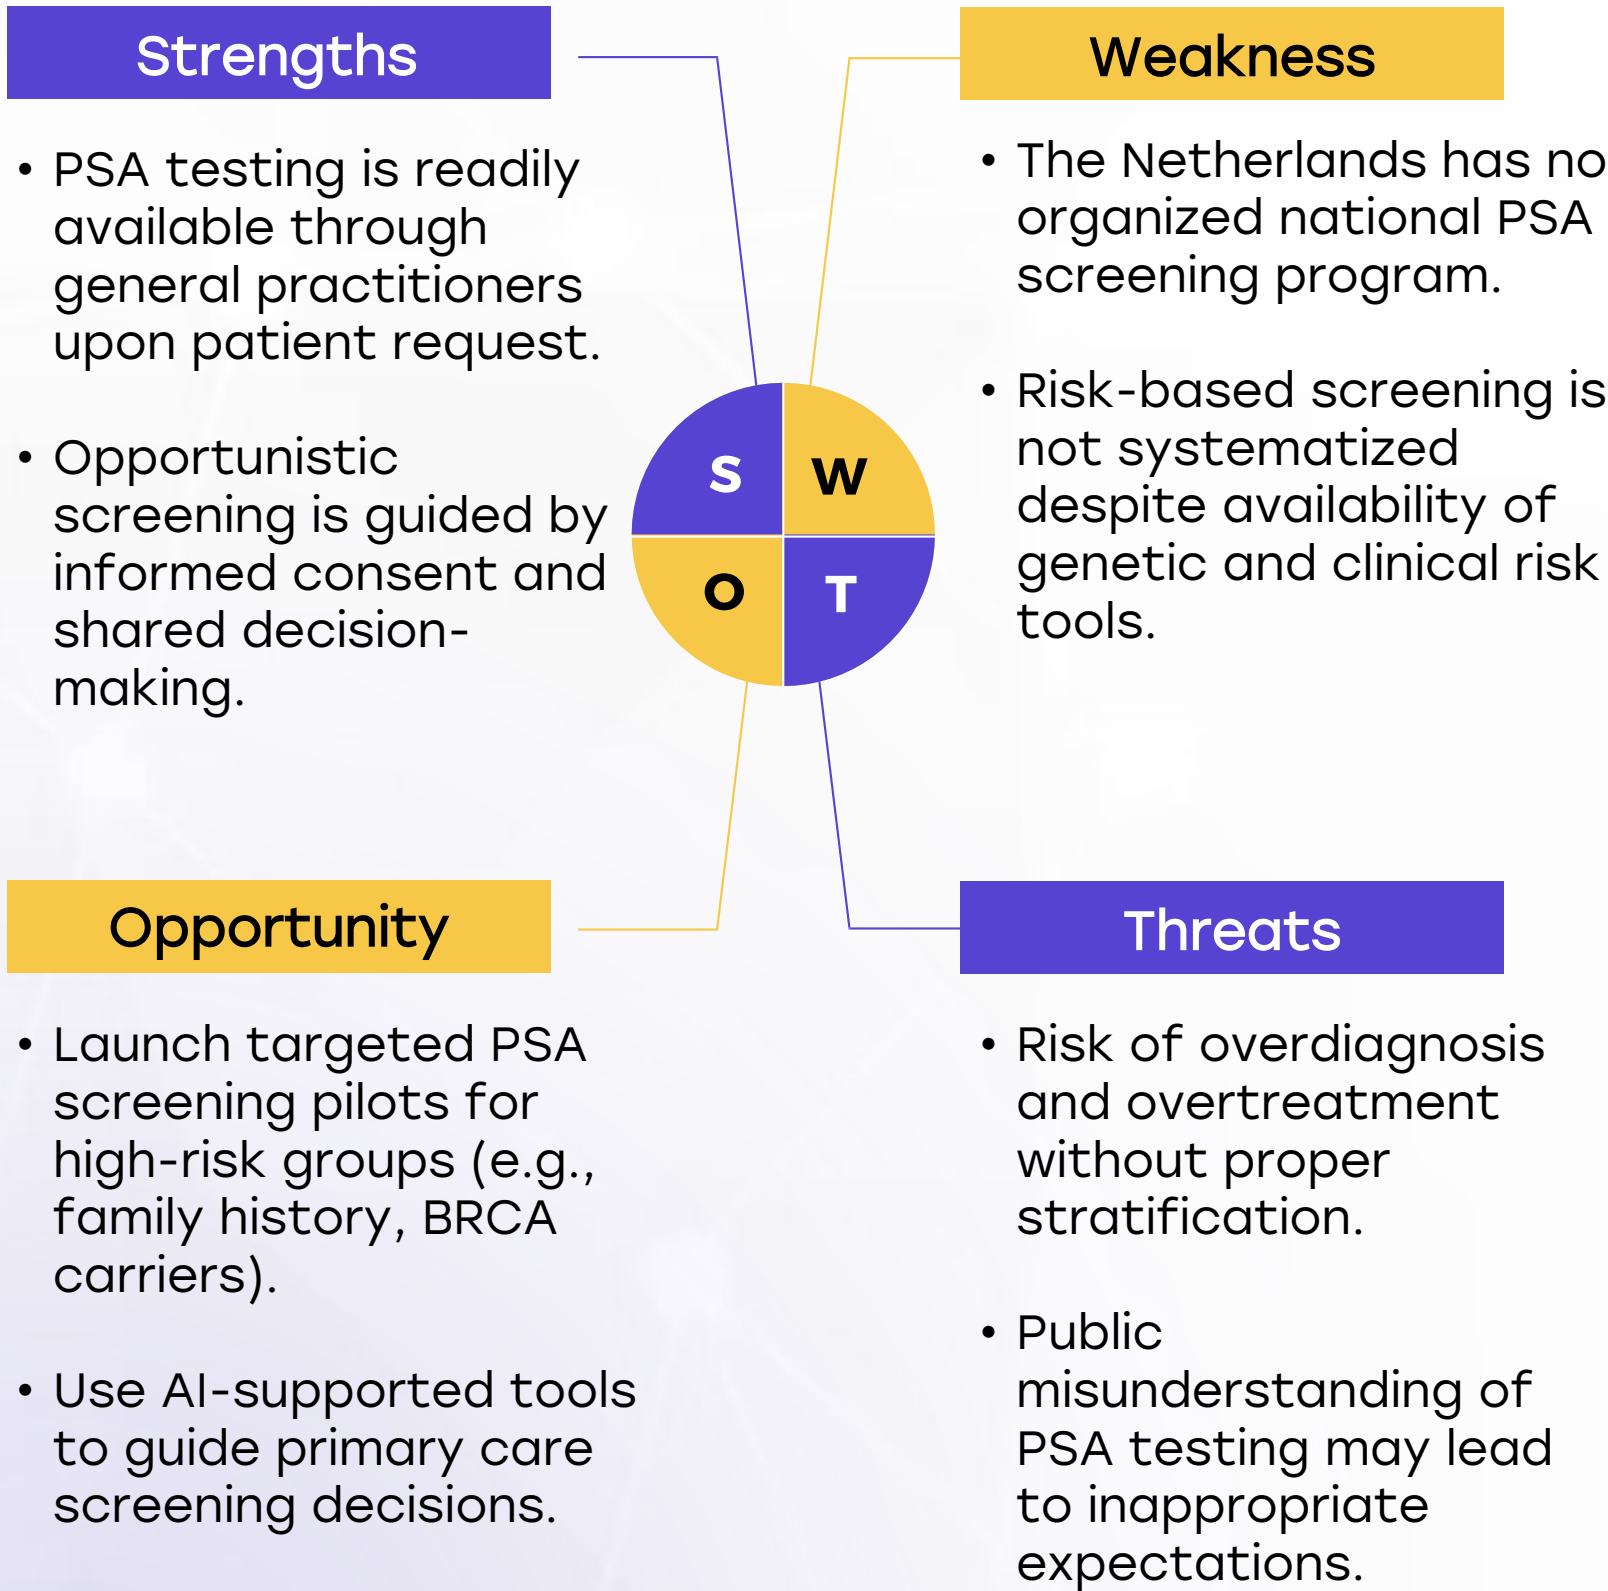 Strengths
• PSA testing is readily
available through
general practitioners
upon patient request.
• Opportunistic
screening is guided by
informed consent and
shared decision-
making.
Weakness
• The Netherlands has no
organized national PSA
screening program.
• Risk-based screening is
not systematized
despite availability of
genetic and clinical risk
tools.
S
W
O
T
Opportunity
• Launch targeted PSA
screening pilots for
high-risk groups (e.g.,
family history, BRCA
carriers).
• Use AI-supported tools
to guide primary care
screening decisions.
Threats
• Risk of overdiagnosis
and overtreatment
without proper
stratification.
• Public
misunderstanding of
PSA testing may lead
to inappropriate
expectations.